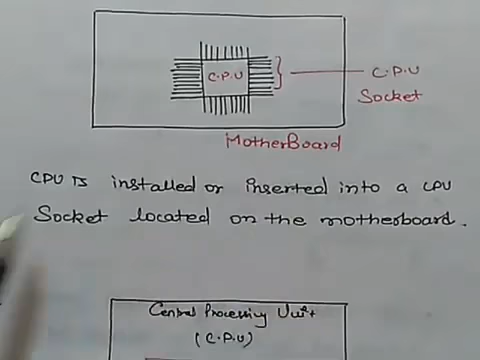 C.P.U
C.P.U
Socket
MotherBoard
CPU is installed or inserted into a CPU
Socket located on the motherboard.
Central Processing Unit
(C.P.U)